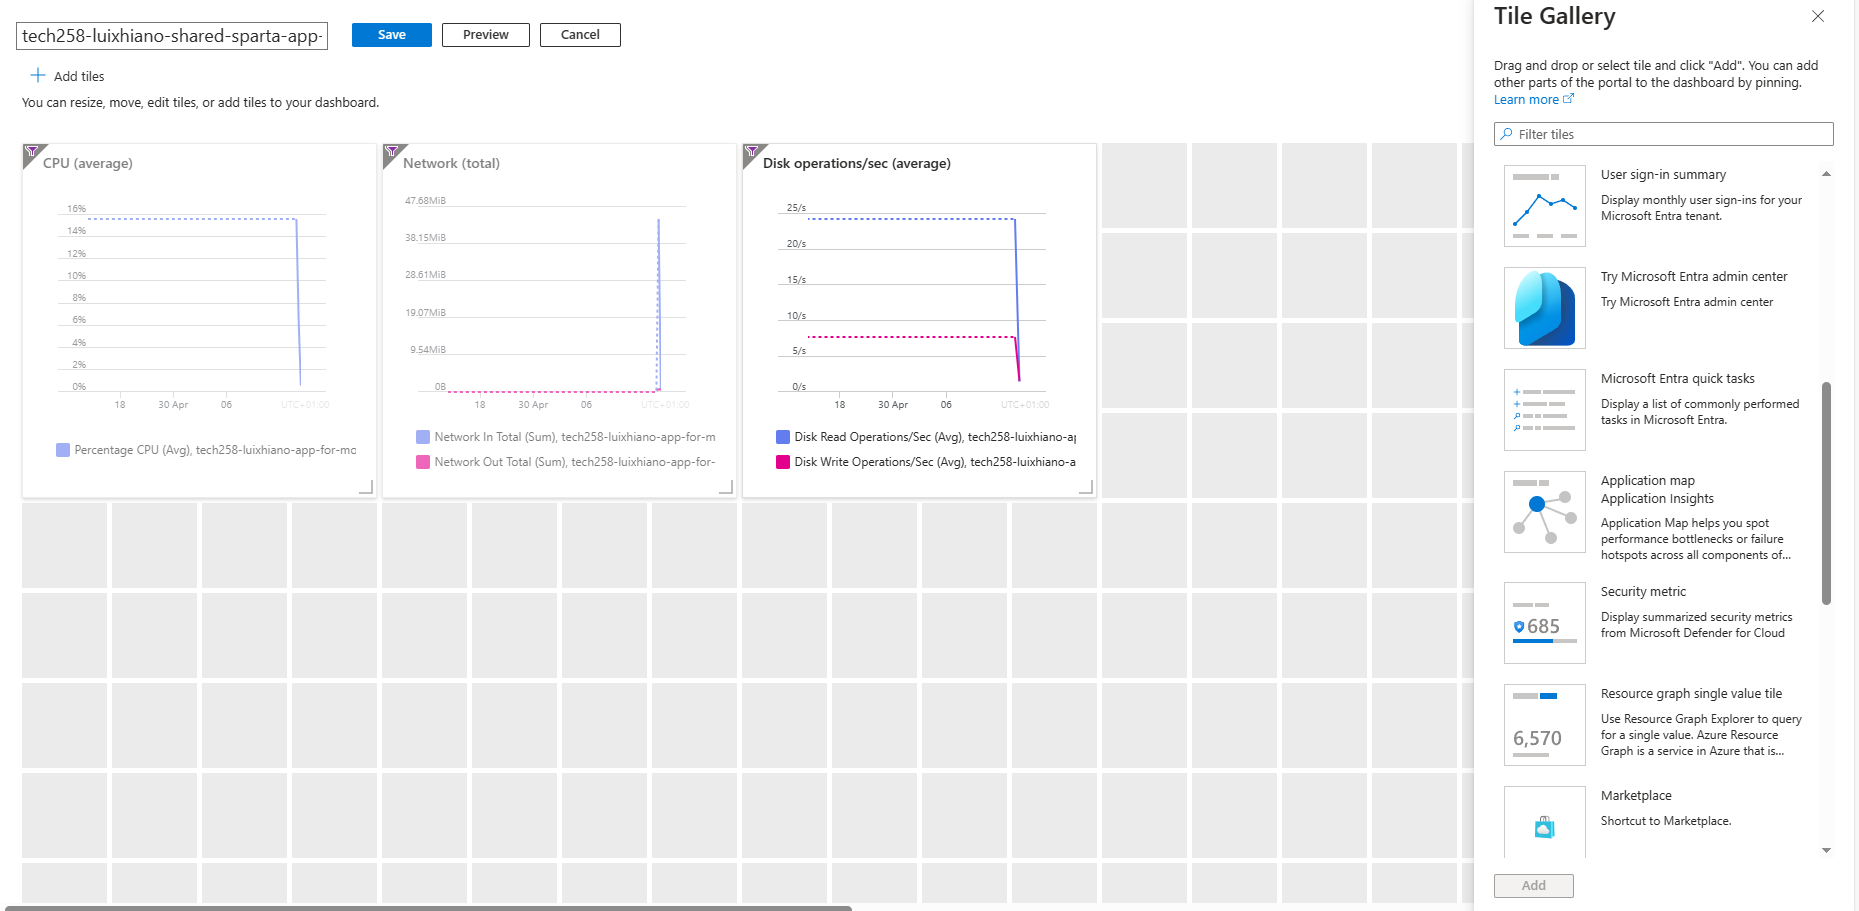 tech258-luixhiano-shared-sparta-app-
Save
Preview
Cancel
Add tiles
You can resize, move, edit tiles, or add tiles to your dashboard.
CPU (average)
16%
14%
12%
10%
8%
6%
4%
2%
0%
18
30 Apr
06
UTC+01:00
Percentage CPU (Avg), tech258-luixhiano-app-for-mo
Network (total)
47.68MiB
38.15MiB
28.61MiB
19.07MiB
9.54MiB
0B
18
30 Apr
06
UTC+01:00
Network In Total (Sum), tech258-luixhiano-app-for-m
Network Out Total (Sum), tech258-luixhiano-app-for-
Disk operations/sec (average)
25/s
20/s
15/s
10/s
5/s
0/s
18
30 Apr
06
UTC+01:00
Disk Read Operations/Sec (Avg), tech258-luixhiano-ap
Disk Write Operations/Sec (Avg), tech258-luixhiano-a
Tile Gallery
Drag and drop or select tile and click "Add". You can add
other parts of the portal to the dashboard by pinning.
Learn more
Filter tiles
User sign-in summary
Display monthly user sign-ins for your
Microsoft Entra tenant.
Try Microsoft Entra admin center
Try Microsoft Entra admin center
Microsoft Entra quick tasks
Display a list of commonly performed
tasks in Microsoft Entra.
Application map
Application Insights
Application Map helps you spot
performance bottlenecks or failure
hotspots across all components of...
Security metric
685
Display summarized security metrics
from Microsoft Defender for Cloud
Resource graph single value tile
6,570
Use Resource Graph Explorer to query
for a single value. Azure Resource
Graph is a service in Azure that is...
Marketplace
Shortcut to Marketplace.
Add